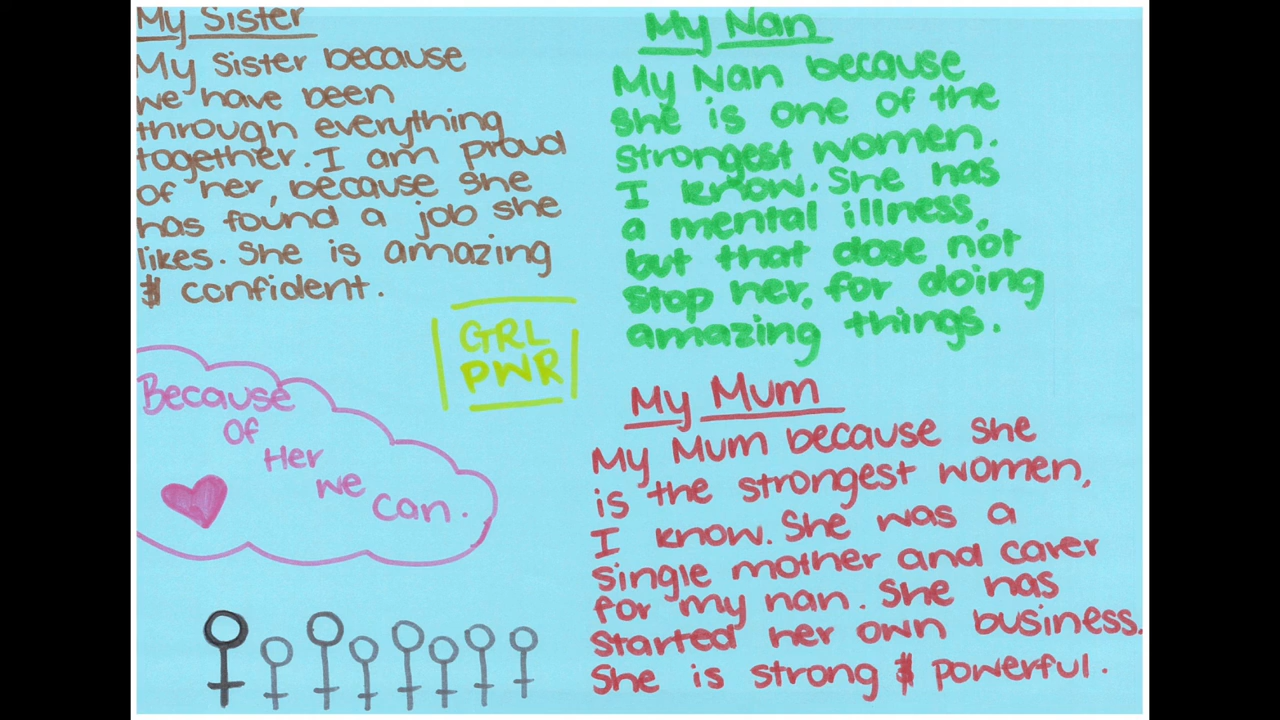 My Sister
My Sister because
we have been
through everything
together. I am proud
of her, because she
has found a job she
likes. She is amazing
& confident.
GRL
PWR
Because
Of
Her
we
can.
My Nan
My Nan because
she is one of the
strongest women.
I know. She has
a mental illness,
but that dose not
stop her, for doing
amazing things.
My Mum
My Mum because she
is the strongest women,
I know. She was a
single mother and carer
for my nan. She has
started her own business.
She is strong & powerful.